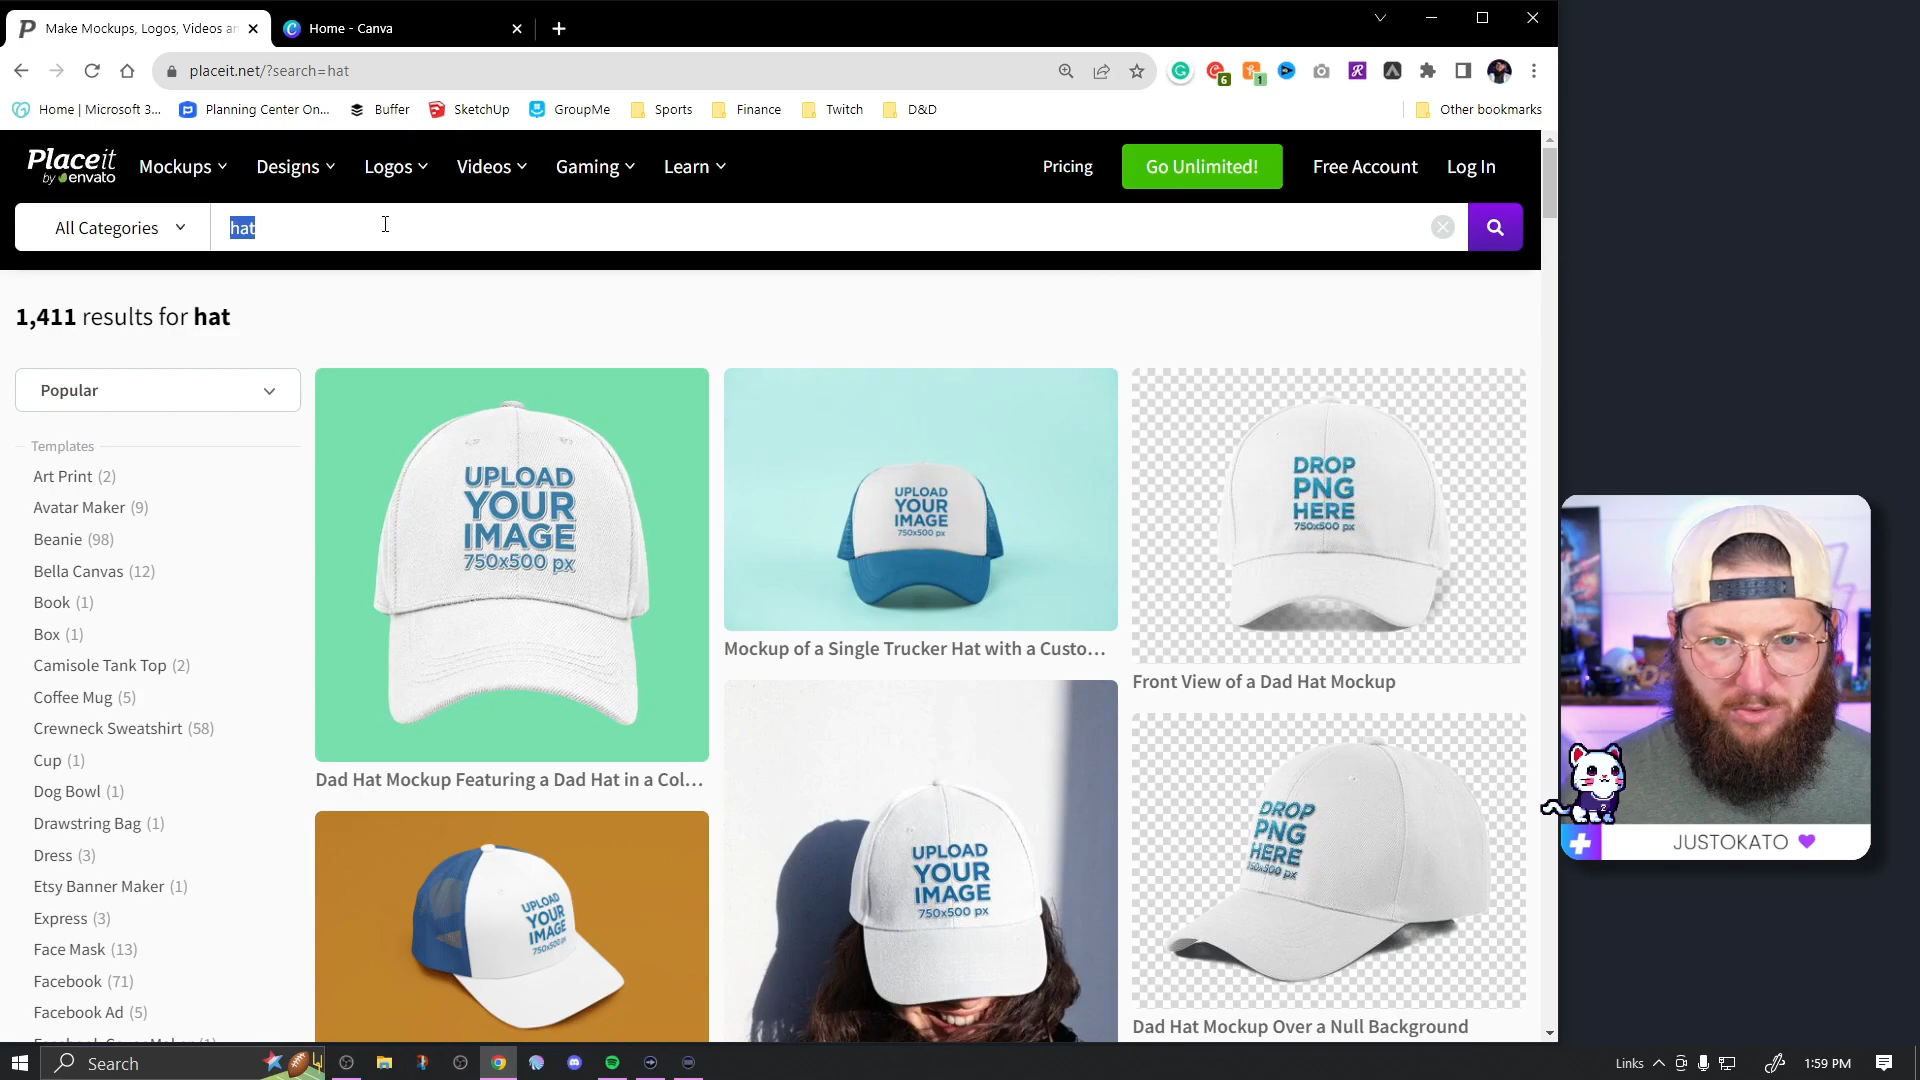 Make Mockups, Logos, Videos an
Home - Canva
placeit.net/?search=hat
6
1
Home | Microsoft 3...
Planning Center On...
Buffer
SketchUp
GroupMe
Sports
Finance
Twitch
D&D
Other bookmarks
Placeit
by envato
Mockups
Designs
Logos
Videos
Gaming
Learn
Pricing
Go Unlimited!
Free Account
Log In
All Categories
hat
1,411 results for hat
Popular
Templates
Art Print (2)
Avatar Maker (9)
Beanie (98)
Bella Canvas (12)
Book (1)
Box (1)
Camisole Tank Top (2)
Coffee Mug (5)
Crewneck Sweatshirt (58)
Cup (1)
Dog Bowl (1)
Drawstring Bag (1)
Dress (3)
Etsy Banner Maker (1)
Express (3)
Face Mask (13)
Facebook (71)
Facebook Ad (5)
UPLOAD
YOUR
IMAGE
750x500 px
Dad Hat Mockup Featuring a Dad Hat in a Col...
UPLOAD
YOUR
IMAGE
750x500 px
UPLOAD
YOUR
IMAGE
750x500 px
Mockup of a Single Trucker Hat with a Custo...
UPLOAD
YOUR
IMAGE
750x500 px
DROP
PNG
HERE
750x500 px
Front View of a Dad Hat Mockup
DROP
PNG
HERE
750x500 px
Dad Hat Mockup Over a Null Background
2
JUSTOKATO
Search
Links
1:59 PM